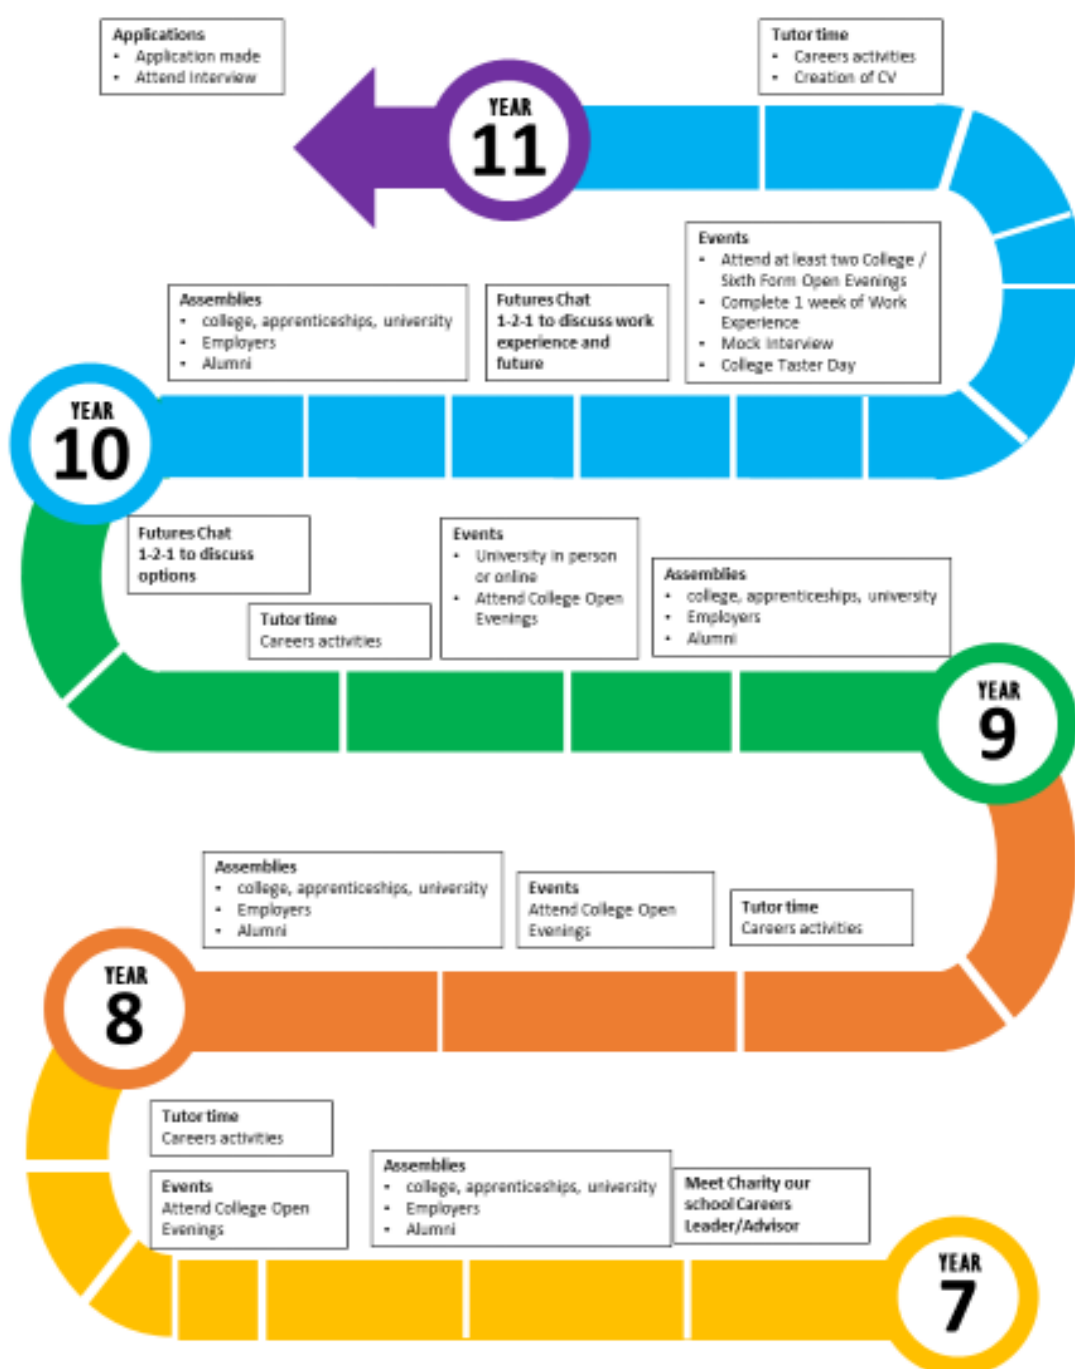 Applications
• Application made
• Attend Interview
Tutor time
• Careers activities
• Creation of CV
YEAR
11
Events
• Attend at least two College /
Sixth Form Open Evenings
• Complete 1 week of Work
Experience
• Mock Interview
• College Taster Day
Assemblies
• college, apprenticeships, university
• Employers
• Alumni
Futures Chat
1-2-1 to discuss work
experience and
future
YEAR
10
Futures Chat
1-2-1 to discuss
options
Tutor time
Careers activities
Events
• University in person
or online
• Attend College Open
Evenings
Assemblies
• college, apprenticeships, university
• Employers
• Alumni
YEAR
9
Assemblies
• college, apprenticeships, university
• Employers
• Alumni
Events
Attend College Open
Evenings
Tutor time
Careers activities
YEAR
8
Tutor time
Careers activities
Events
Attend College Open
Evenings
Assemblies
• college, apprenticeships, university
• Employers
• Alumni
Meet Charity our
school Careers
Leader/Advisor
YEAR
7